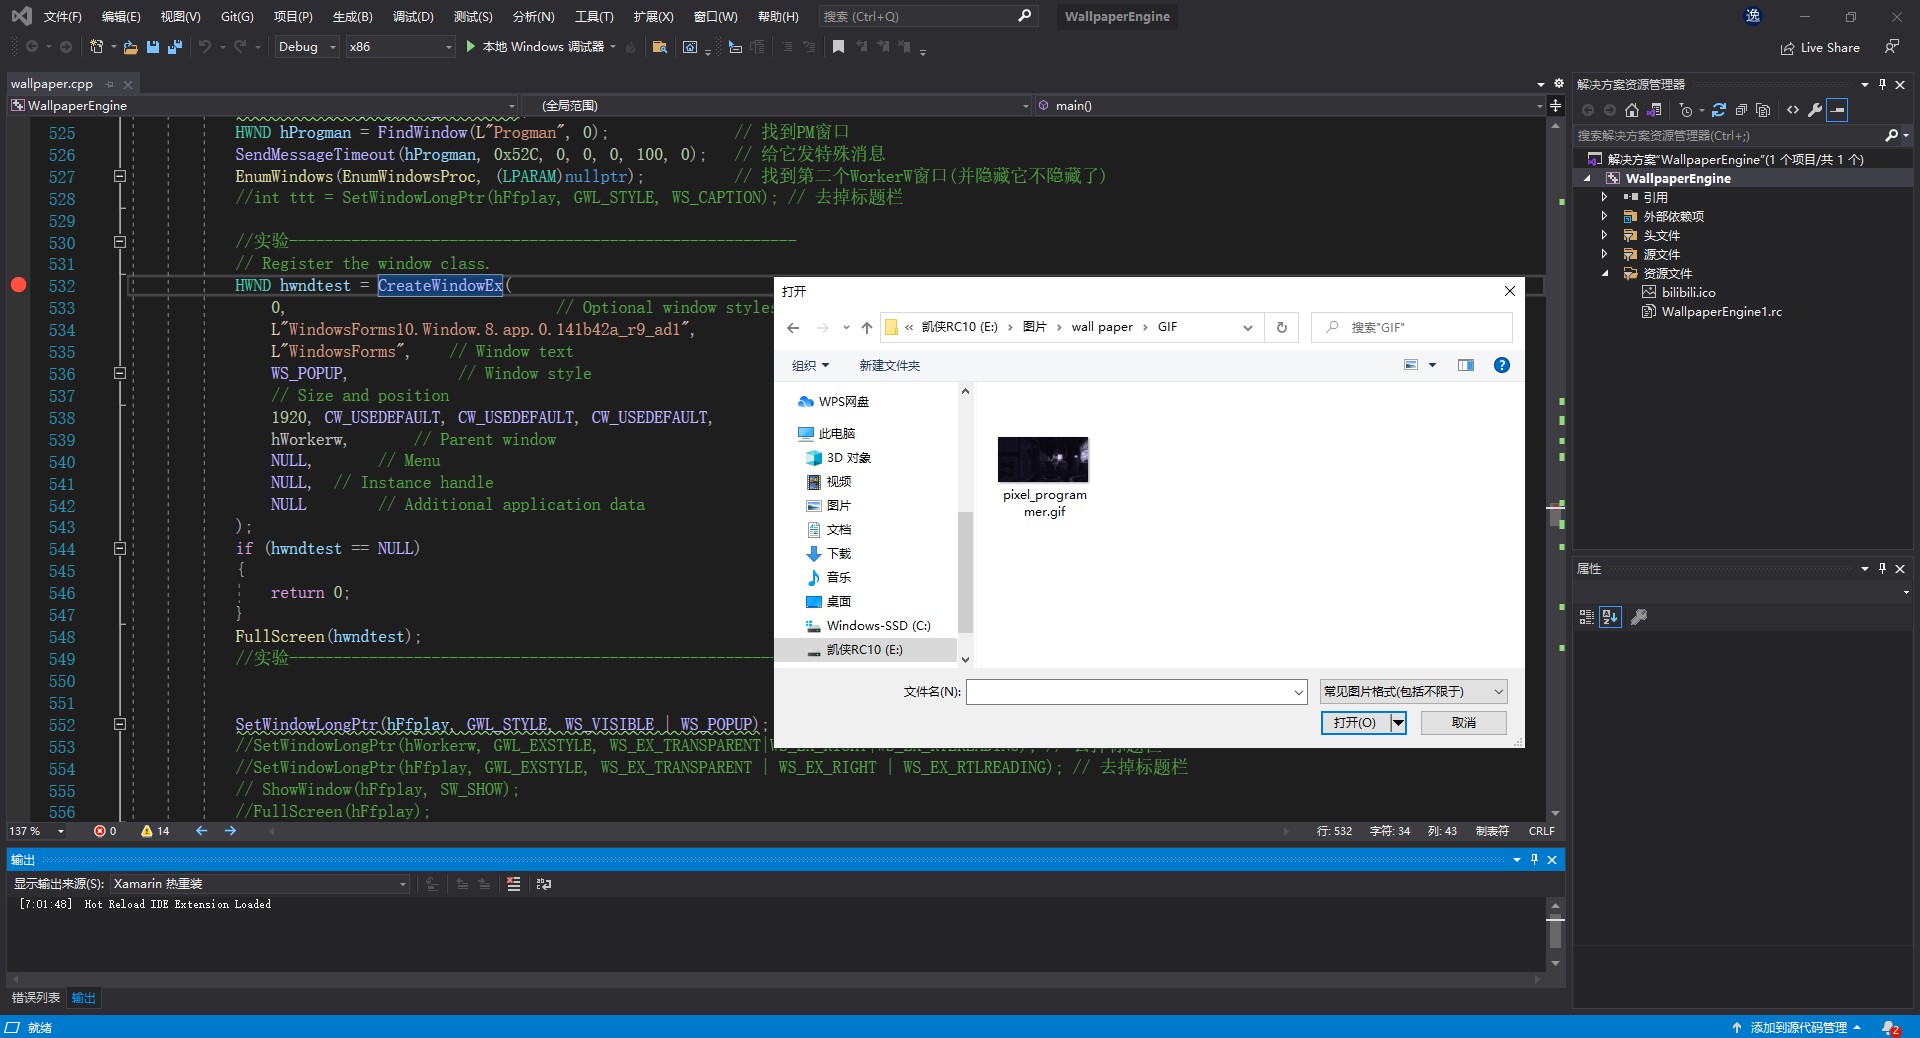 文件(F) 编辑(E) 视图(V) Git(G) 项目(P) 生成(B) 调试(D) 测试(S) 分析(N) 工具(T) 扩展(X) 窗口(W) 帮助(H) 搜索 (Ctrl+Q) WallpaperEngine 逸
Debug x86 本地 Windows 调试器 Live Share
wallpaper.cpp
WallpaperEngine (全局范围) main()
525 HWND hProgman = FindWindow(L"Progman", 0); // 找到PM窗口
526 SendMessageTimeout(hProgman, 0x52C, 0, 0, 0, 100, 0); // 给它发特殊消息
527 EnumWindows(EnumWindowsProc, (LPARAM)nullptr); // 找到第二个WorkerW窗口(并隐藏它不隐藏了)
528 //int ttt = SetWindowLongPtr(hFfplay, GWL_STYLE, WS_CAPTION); // 去掉标题栏
529
530 //实验---------------------------------------------------------
531 // Register the window class.
532 HWND hwndtest = CreateWindowEx(
533 0, // Optional window styles
534 L"WindowsForms10.Window.8.app.0.141b42a_r9_ad1",
535 L"WindowsForms", // Window text
536 WS_POPUP, // Window style
537 // Size and position
538 1920, CW_USEDEFAULT, CW_USEDEFAULT, CW_USEDEFAULT,
539 hWorkerw, // Parent window
540 NULL, // Menu
541 NULL, // Instance handle
542 NULL // Additional application data
543 );
544 if (hwndtest == NULL)
545 {
546 return 0;
547 }
548 FullScreen(hwndtest);
549 //实验------------------------------------------------------
550
551
552 SetWindowLongPtr(hFfplay, GWL_STYLE, WS_VISIBLE | WS_POPUP);
553 //SetWindowLongPtr(hWorkerw, GWL_EXSTYLE, WS_EX_TRANSPARENT|WS_EX_RIGHT|WS_EX_RTLREADING); // 去掉标题栏
554 //SetWindowLongPtr(hFfplay, GWL_EXSTYLE, WS_EX_TRANSPARENT | WS_EX_RIGHT | WS_EX_RTLREADING); // 去掉标题栏
555 // ShowWindow(hFfplay, SW_SHOW);
556 //FullScreen(hFfplay);
137 % 0 14 行: 532 字符: 34 列: 43 制表符 CRLF
打开
« 凯侠RC10 (E:) › 图片 › wall paper › GIF 搜索"GIF"
组织 新建文件夹
WPS网盘
此电脑
3D 对象
视频
图片
文档
下载
音乐
桌面
Windows-SSD (C:)
凯侠RC10 (E:)
pixel_program
mer.gif
文件名(N): 常见图片格式(包括不限于)
打开(O) 取消
解决方案资源管理器
搜索解决方案资源管理器(Ctrl+;)
解决方案"WallpaperEngine"(1 个项目/共 1 个)
WallpaperEngine
引用
外部依赖项
头文件
源文件
资源文件
bilibili.ico
WallpaperEngine1.rc
属性
输出
显示输出来源(S): Xamarin 热重装
[7:01:48] Hot Reload IDE Extension Loaded
错误列表 输出
就绪 添加到源代码管理 2